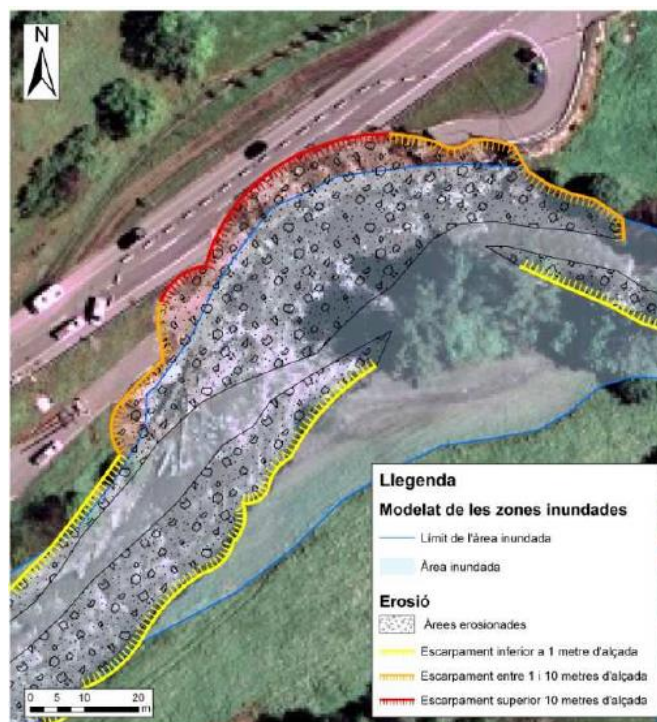 N
Llegenda
Modelat de les zones inundades
Límit de l'àrea inundada
Àrea inundada
Erosió
Àrees erosionades
Escarpament inferior a 1 metre d'alçada
Escarpament entre 1 i 10 metres d'alçada
Escarpament superior 10 metres d'alçada
0 5 10 20
m